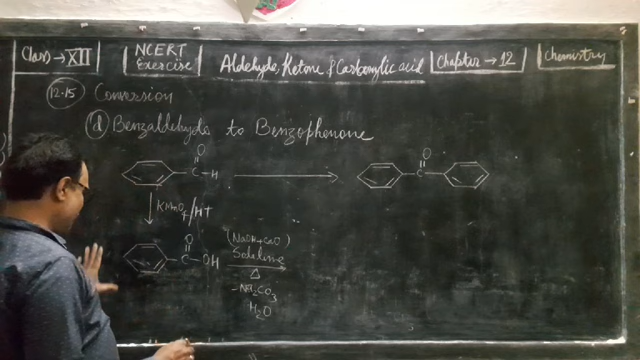 Class → XII
NCERT
Exercise
Aldehyde, Ketone & Carboxylic acid
Chapter → 12
Chemistry
12.15 Conversion
(d) Benzaldehyde to Benzophenone
O
C-H
O
C
KMnO4/H+
O
C-OH
(NaOH+CaO)
Sodalime
Δ
-Na2CO3
H2O